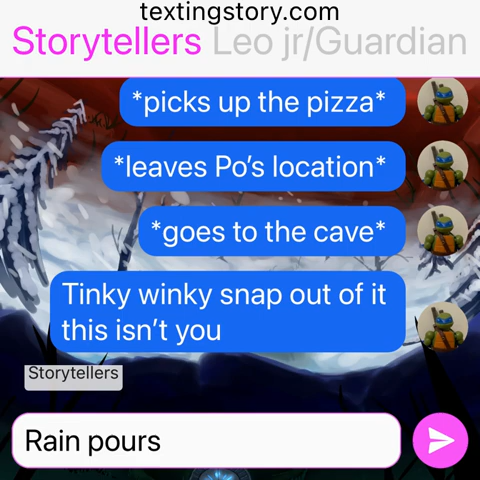 textingstory.com
Storytellers Leo jr/Guardian
*picks up the pizza*
*leaves Po’s location*
*goes to the cave*
Tinky winky snap out of it
this isn’t you
Storytellers
Rain pours